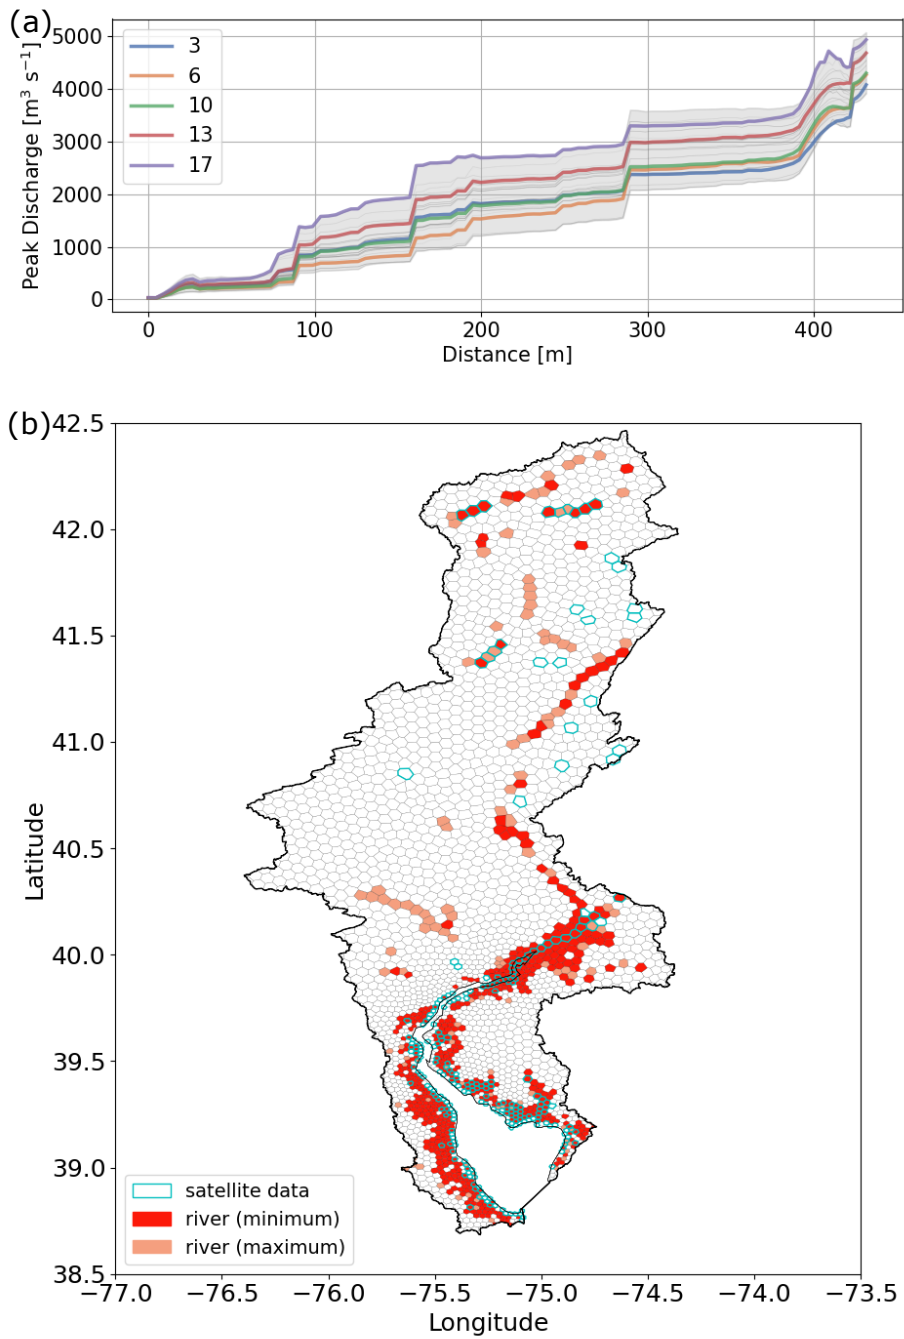 (a)
Peak Discharge [m³ s⁻¹]
5000
4000
3000
2000
1000
0
3
6
10
13
17
0 100 200 300 400
Distance [m]
(b)
Latitude
42.5
42.0
41.5
41.0
40.5
40.0
39.5
39.0
38.5
satellite data
river (minimum)
river (maximum)
−77.0 −76.5 −76.0 −75.5 −75.0 −74.5 −74.0 −73.5
Longitude